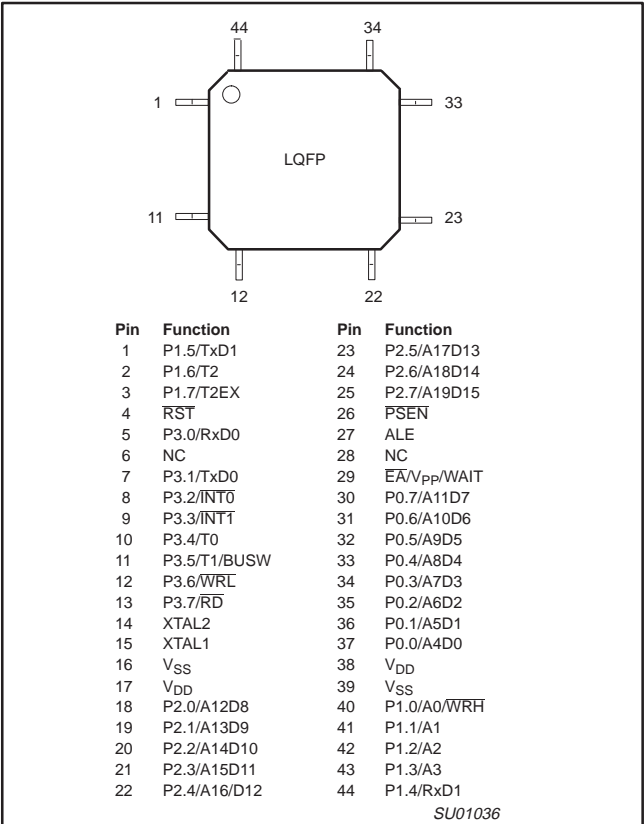 44 34
1 33
LQFP
11 23
12 22
Pin Function Pin Function
1 P1.5/TxD1 23 P2.5/A17D13
2 P1.6/T2 24 P2.6/A18D14
3 P1.7/T2EX 25 P2.7/A19D15
4 R̅S̅T̅ 26 P̅S̅E̅N̅
5 P3.0/RxD0 27 ALE
6 NC 28 NC
7 P3.1/TxD0 29 E̅A̅/VPP/WAIT
8 P3.2/I̅N̅T̅0̅ 30 P0.7/A11D7
9 P3.3/I̅N̅T̅1̅ 31 P0.6/A10D6
10 P3.4/T0 32 P0.5/A9D5
11 P3.5/T1/BUSW 33 P0.4/A8D4
12 P3.6/W̅R̅L̅ 34 P0.3/A7D3
13 P3.7/R̅D̅ 35 P0.2/A6D2
14 XTAL2 36 P0.1/A5D1
15 XTAL1 37 P0.0/A4D0
16 VSS 38 VDD
17 VDD 39 VSS
18 P2.0/A12D8 40 P1.0/A0/W̅R̅H̅
19 P2.1/A13D9 41 P1.1/A1
20 P2.2/A14D10 42 P1.2/A2
21 P2.3/A15D11 43 P1.3/A3
22 P2.4/A16/D12 44 P1.4/RxD1
SU01036